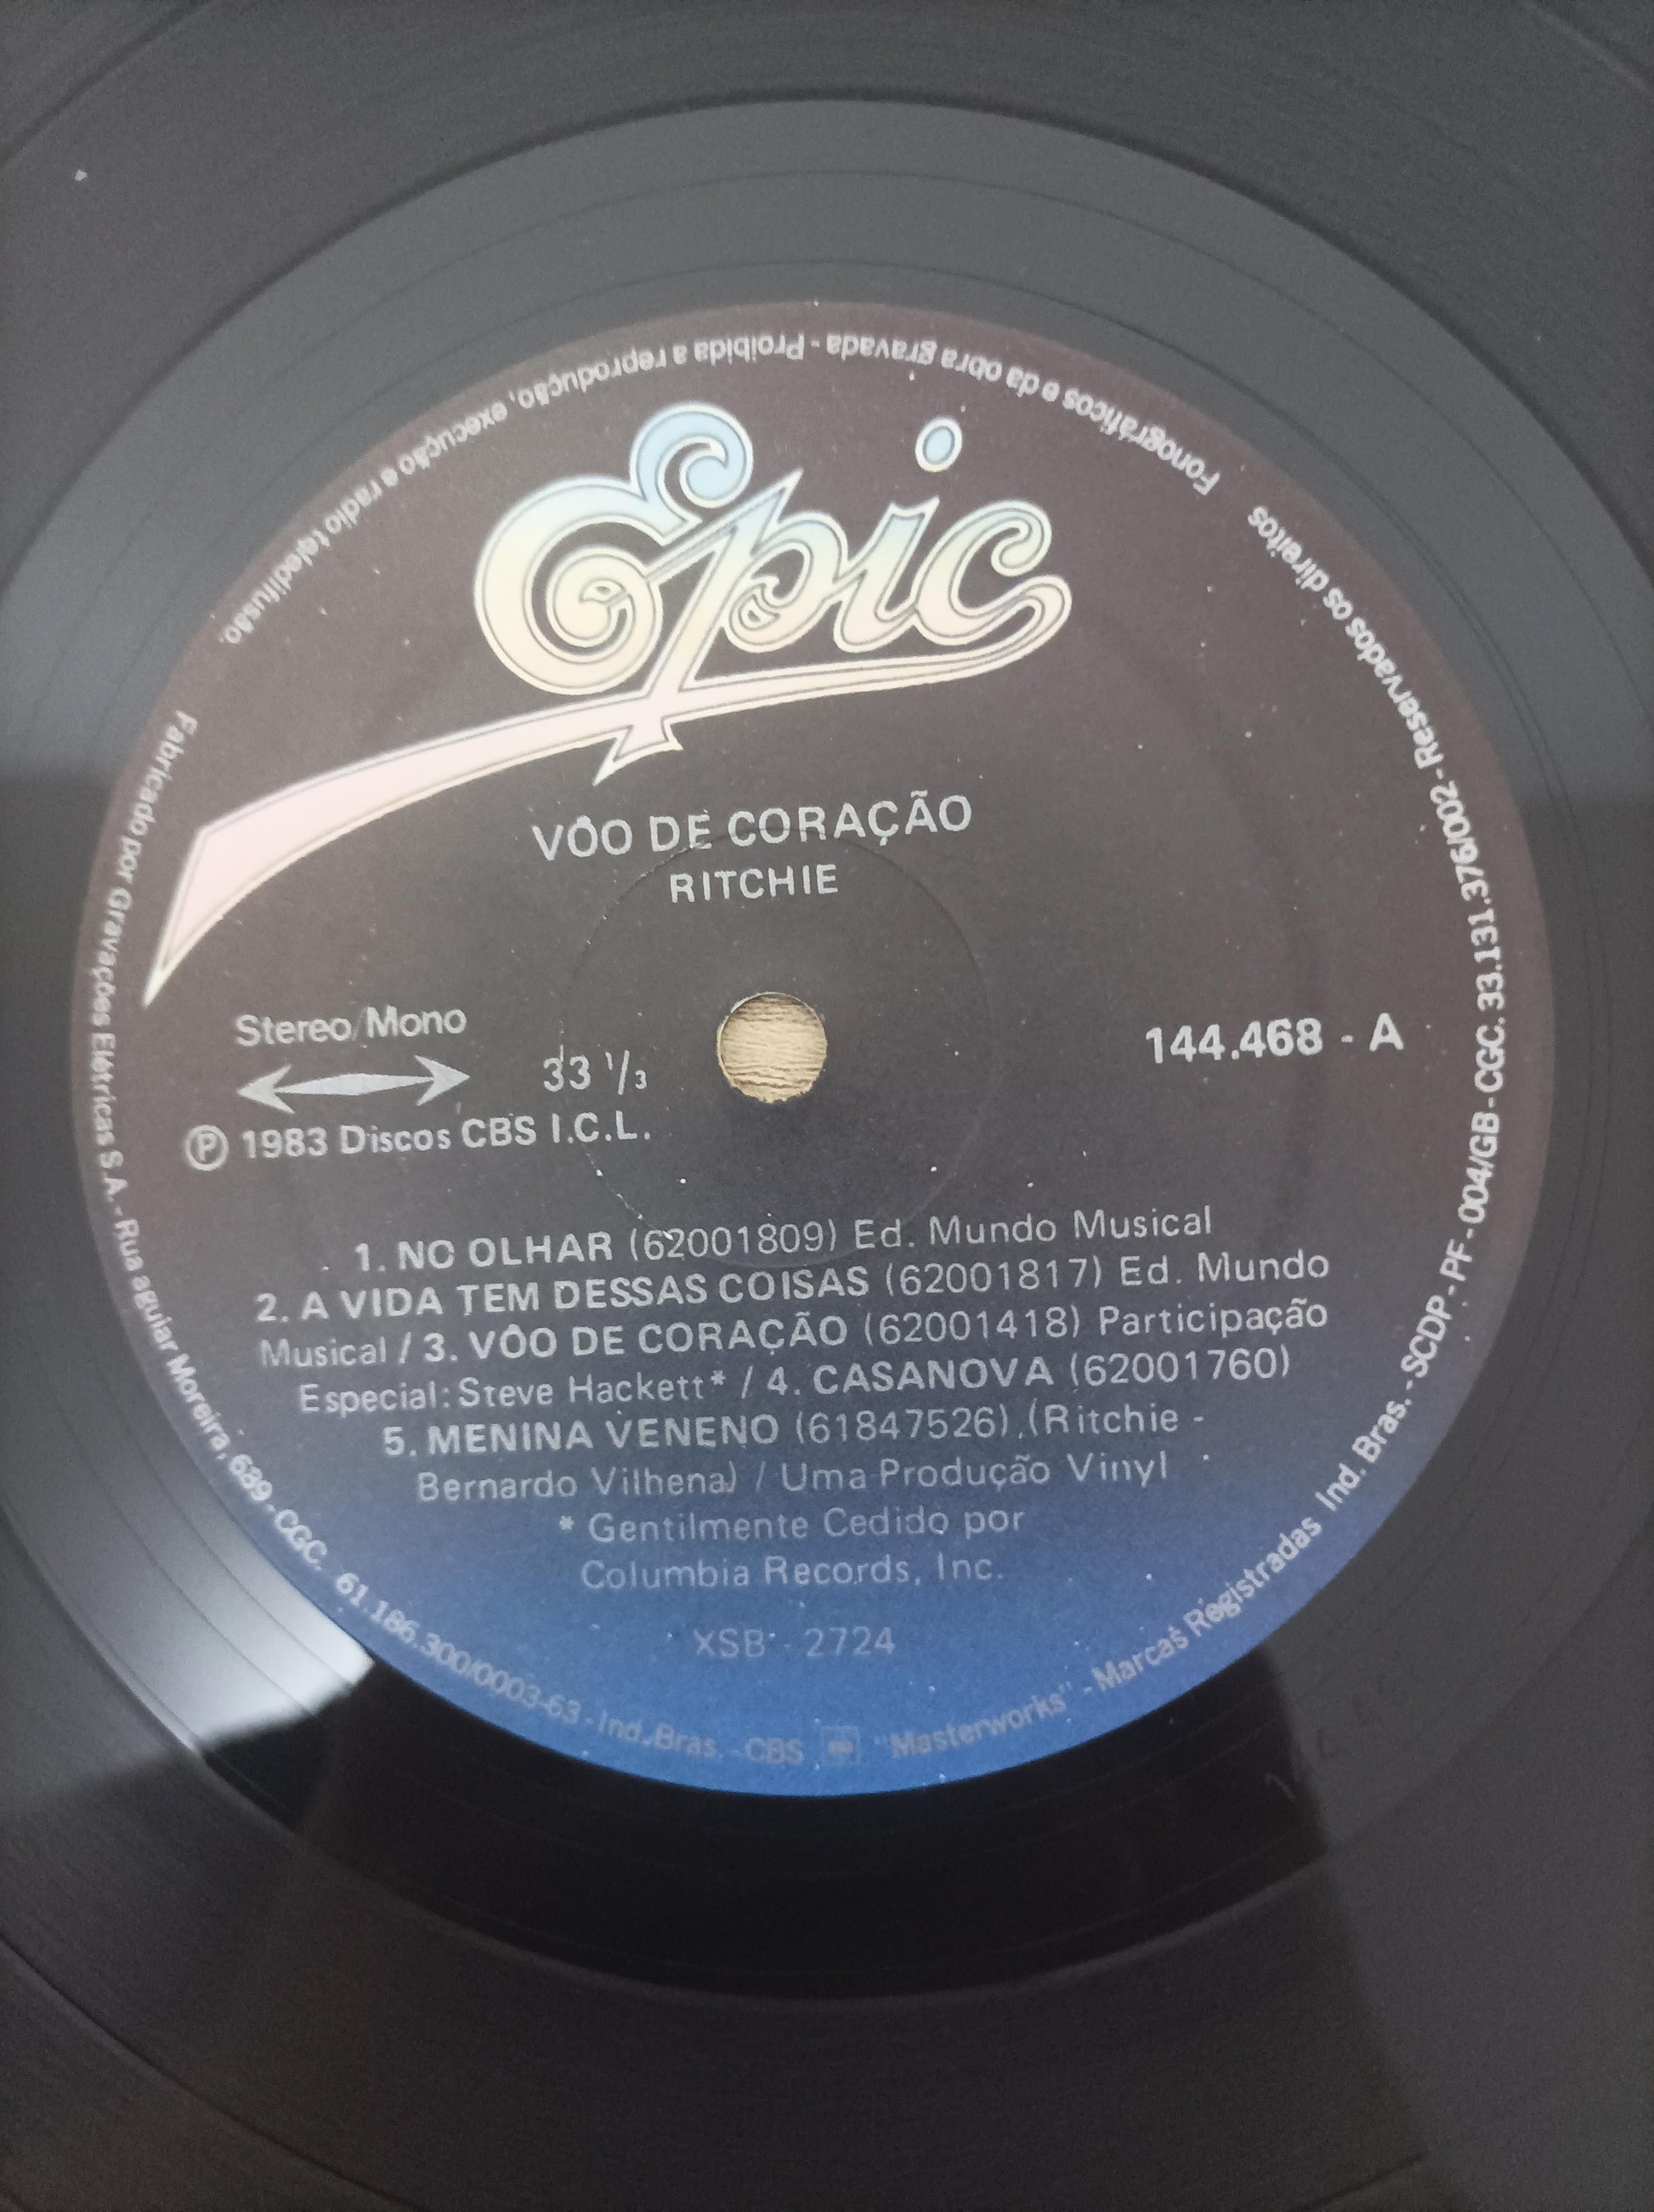 Epic
VÔO DE CORAÇÃO
RITCHIE
Stereo/Mono
33 1/3
144.468 - A
Ⓟ 1983 Discos CBS I.C.L.
1. NO OLHAR (62001809) Ed. Mundo Musical
2. A VIDA TEM DESSAS COISAS (62001817) Ed. Mundo
Musical / 3. VÔO DE CORAÇÃO (62001418) Participação
Especial: Steve Hackett* / 4. CASANOVA (62001760)
5. MENINA VENENO (61847526) (Ritchie -
Bernardo Vilhena) / Uma Produção Vinyl
* Gentilmente Cedido por
Columbia Records, Inc.
XSB - 2724
Fabricado por Gravações Elétricas S.A. - Rua aguiar Moreira, 689 - CGC. 61.186.300/0003-63 - Ind. Bras. - CBS "Masterworks" - Marcas Registradas Ind. Bras. - SCDP - PF - 004/GB - CGC. 33.131.376/002 - Reservados os direitos Fonográficos e da obra gravada - Proibida a reprodução, execução e radio teledifusão.